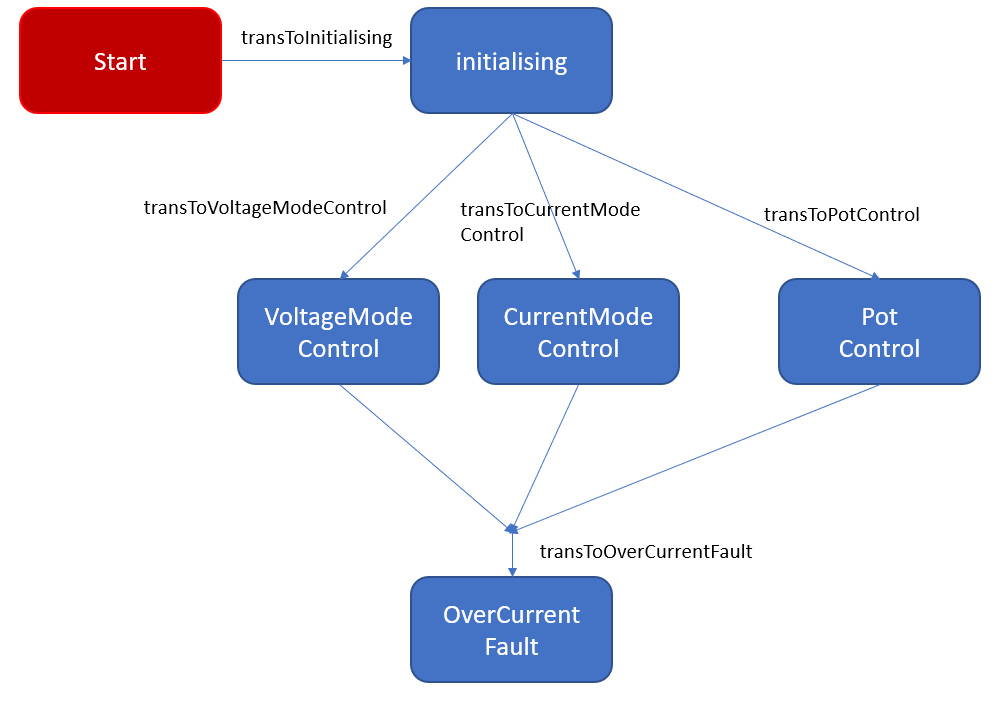 transToInitialising
Start
initialising
transToVoltageModeControl
transToCurrentMode
Control
transToPotControl
VoltageMode
Control
CurrentMode
Control
Pot
Control
transToOverCurrentFault
OverCurrent
Fault